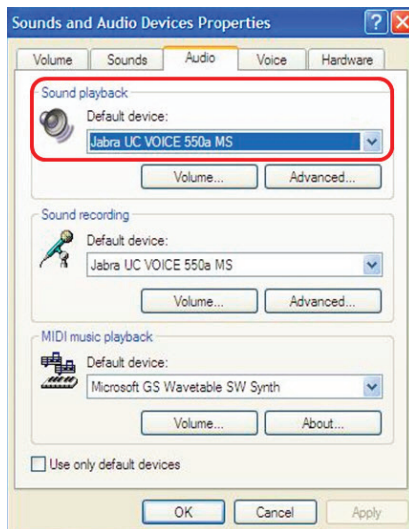 Sounds and Audio Devices Properties
Volume Sounds Audio Voice Hardware
Sound playback
Default device:
Jabra UC VOICE 550a MS
Volume... Advanced...
Sound recording
Default device:
Jabra UC VOICE 550a MS
Volume... Advanced...
MIDI music playback
Default device:
Microsoft GS Wavetable SW Synth
Volume... About...
Use only default devices
OK Cancel Apply